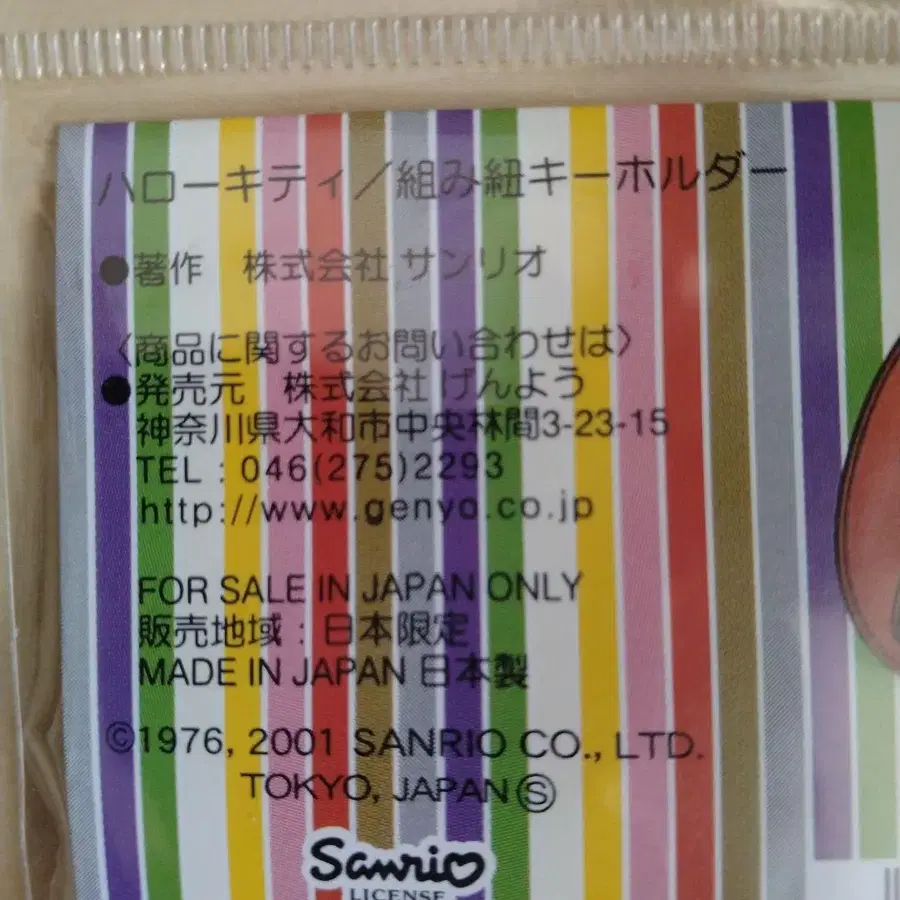 ハローキティ／組み紐キーホルダー
●著作　株式会社 サンリオ
〈商品に関するお問い合わせは〉
●発売元　株式会社 げんよう
神奈川県大和市中央林間3-23-15
TEL : 046(275)2293
http://www.genyo.co.jp
FOR SALE IN JAPAN ONLY
販売地域 : 日本限定
MADE IN JAPAN 日本製
©1976, 2001 SANRIO CO., LTD.
TOKYO, JAPAN Ⓢ
Sanrio
LICENSE